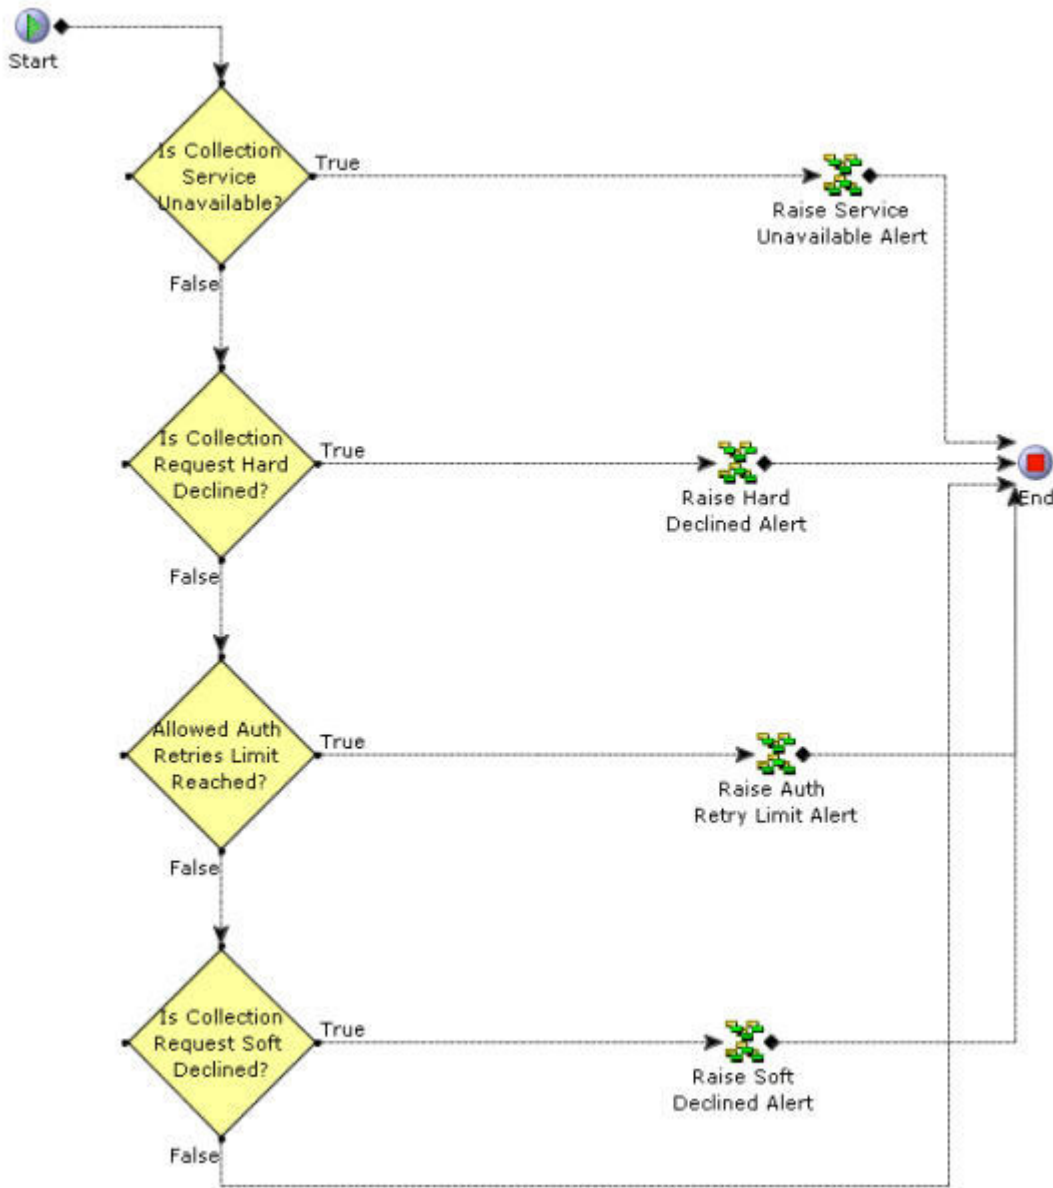 Start
Is Collection
Service
Unavailable?
True
Raise Service
Unavailable Alert
False
Is Collection
Request Hard
Declined?
True
Raise Hard
Declined Alert
End
False
Allowed Auth
Retries Limit
Reached?
True
Raise Auth
Retry Limit Alert
False
Is Collection
Request Soft
Declined?
True
Raise Soft
Declined Alert
False